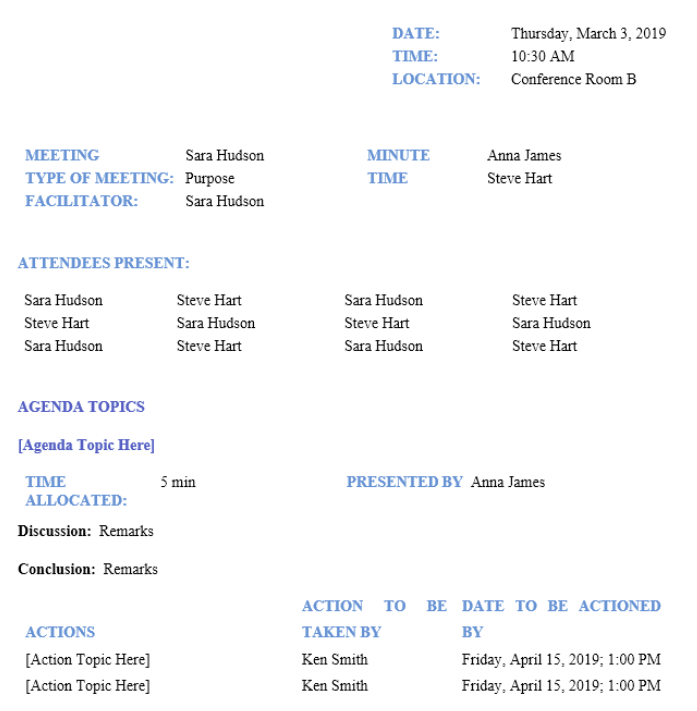 DATE: Thursday, March 3, 2019
TIME: 10:30 AM
LOCATION: Conference Room B
MEETING Sara Hudson MINUTE Anna James
TYPE OF MEETING: Purpose TIME Steve Hart
FACILITATOR: Sara Hudson
ATTENDEES PRESENT:
Sara Hudson Steve Hart Sara Hudson Steve Hart
Steve Hart Sara Hudson Steve Hart Sara Hudson
Sara Hudson Steve Hart Sara Hudson Steve Hart
AGENDA TOPICS
[Agenda Topic Here]
TIME 5 min PRESENTED BY Anna James
ALLOCATED:
Discussion: Remarks
Conclusion: Remarks
ACTION TO BE DATE TO BE ACTIONED
ACTIONS TAKEN BY BY
[Action Topic Here] Ken Smith Friday, April 15, 2019; 1:00 PM
[Action Topic Here] Ken Smith Friday, April 15, 2019; 1:00 PM